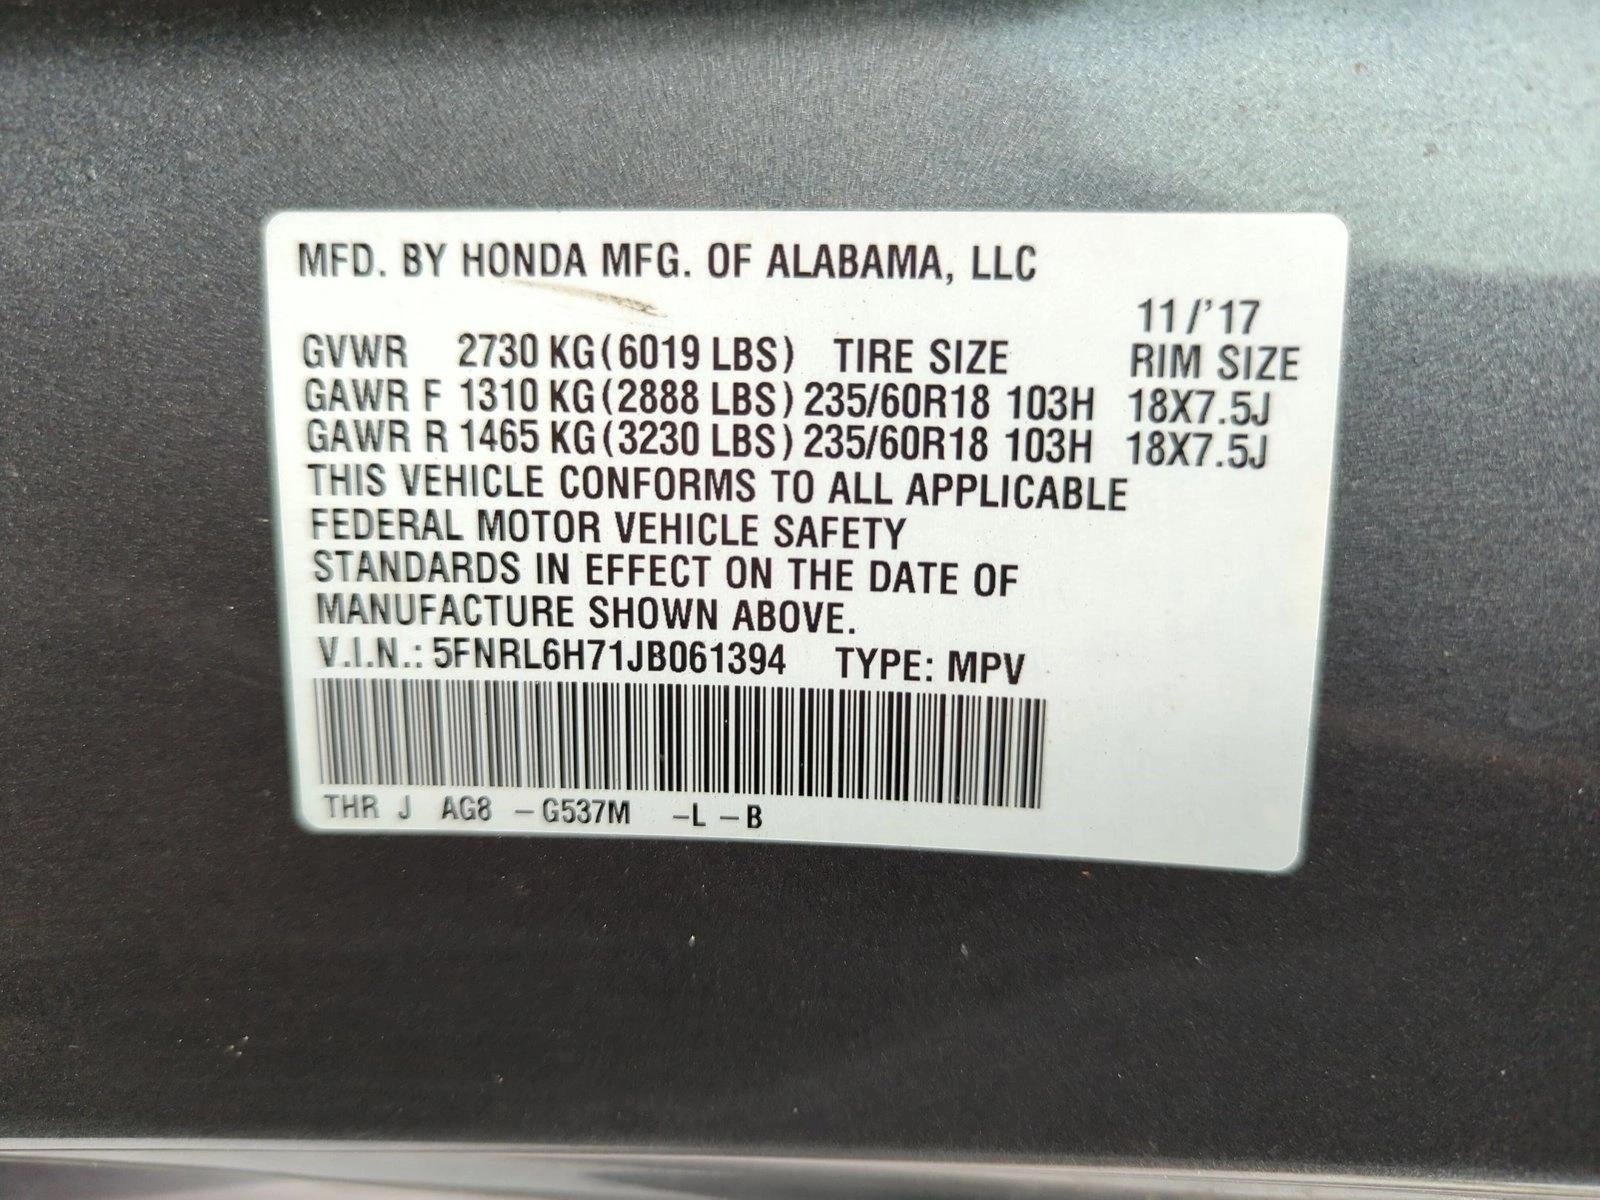 MFD. BY HONDA MFG. OF ALABAMA, LLC
11/'17
GVWR 2730 KG(6019 LBS) TIRE SIZE RIM SIZE
GAWR F 1310 KG(2888 LBS) 235/60R18 103H 18X7.5J
GAWR R 1465 KG(3230 LBS) 235/60R18 103H 18X7.5J
THIS VEHICLE CONFORMS TO ALL APPLICABLE
FEDERAL MOTOR VEHICLE SAFETY
STANDARDS IN EFFECT ON THE DATE OF
MANUFACTURE SHOWN ABOVE.
V.I.N.: 5FNRL6H71JB061394 TYPE: MPV
THR J AG8 -G537M -L -B